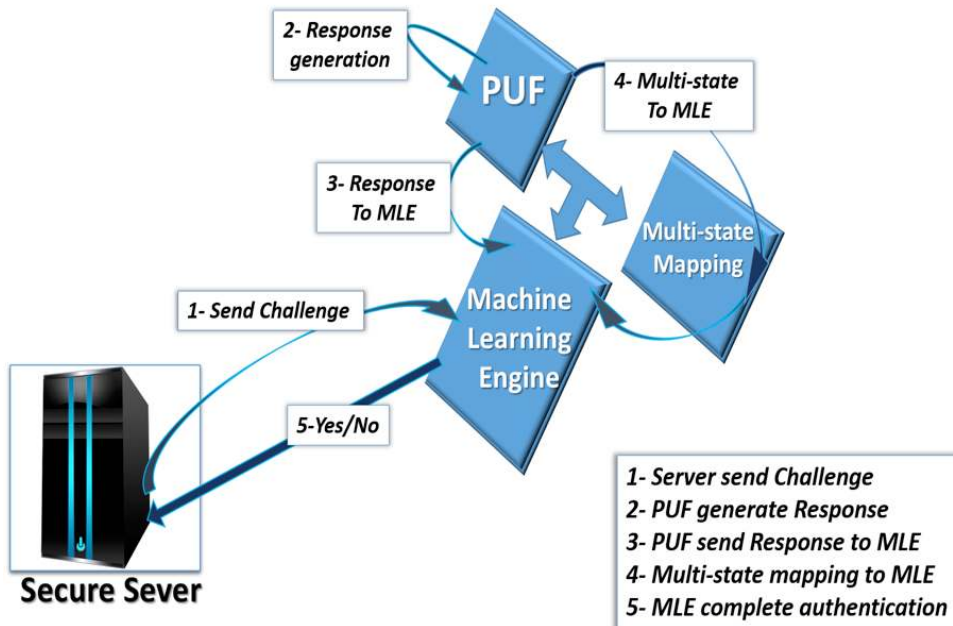 2- Response
generation
PUF
4- Multi-state
To MLE
3- Response
To MLE
Multi-state
Mapping
1- Send Challenge
Machine
Learning
Engine
5-Yes/No
Secure Sever
1- Server send Challenge
2- PUF generate Response
3- PUF send Response to MLE
4- Multi-state mapping to MLE
5- MLE complete authentication